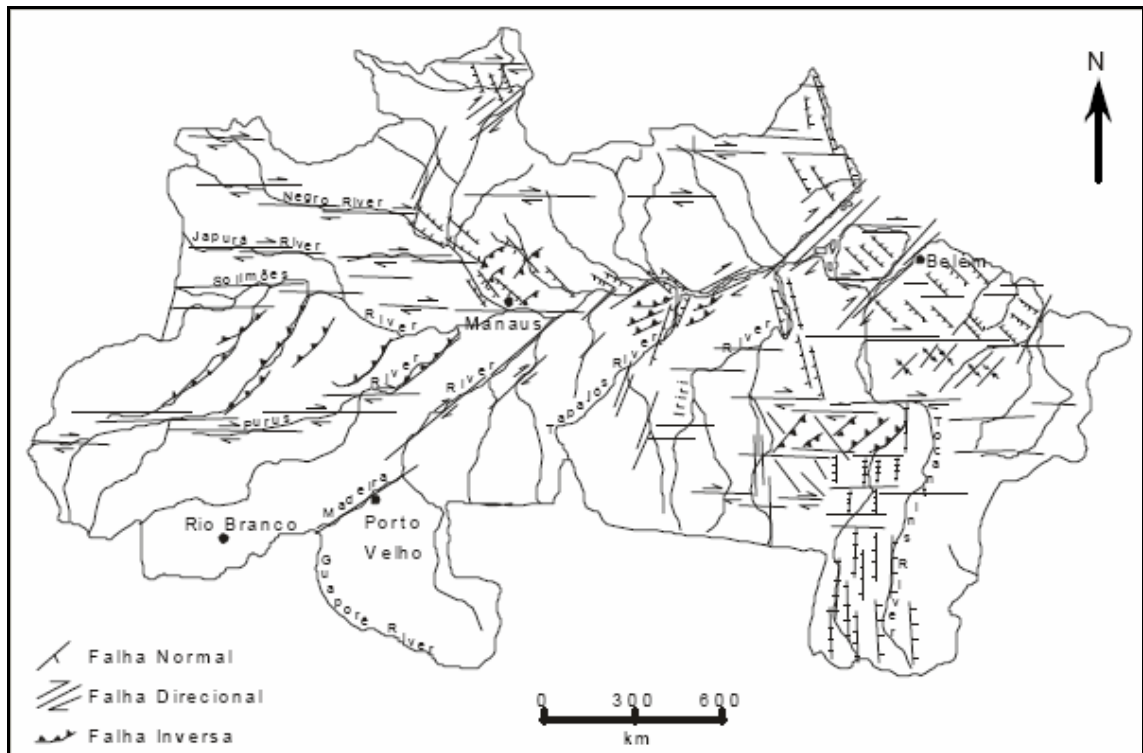 N
Negro River
Japurá River
Solimões
River
Manaus
Belém
River
River
Tapajós River
River
Iriri
Purus
Tocantins River
Madeira
Rio Branco
Porto
Velho
Guaporé River
Falha Normal
Falha Direcional
Falha Inversa
0 300 600
km